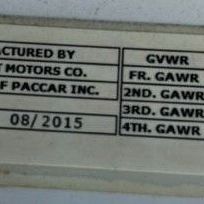 ACTURED BY
T MOTORS CO.
F PACCAR INC.
08/2015
GVWR
FR. GAWR
2ND. GAWR
3RD. GAWR
4TH. GAWR